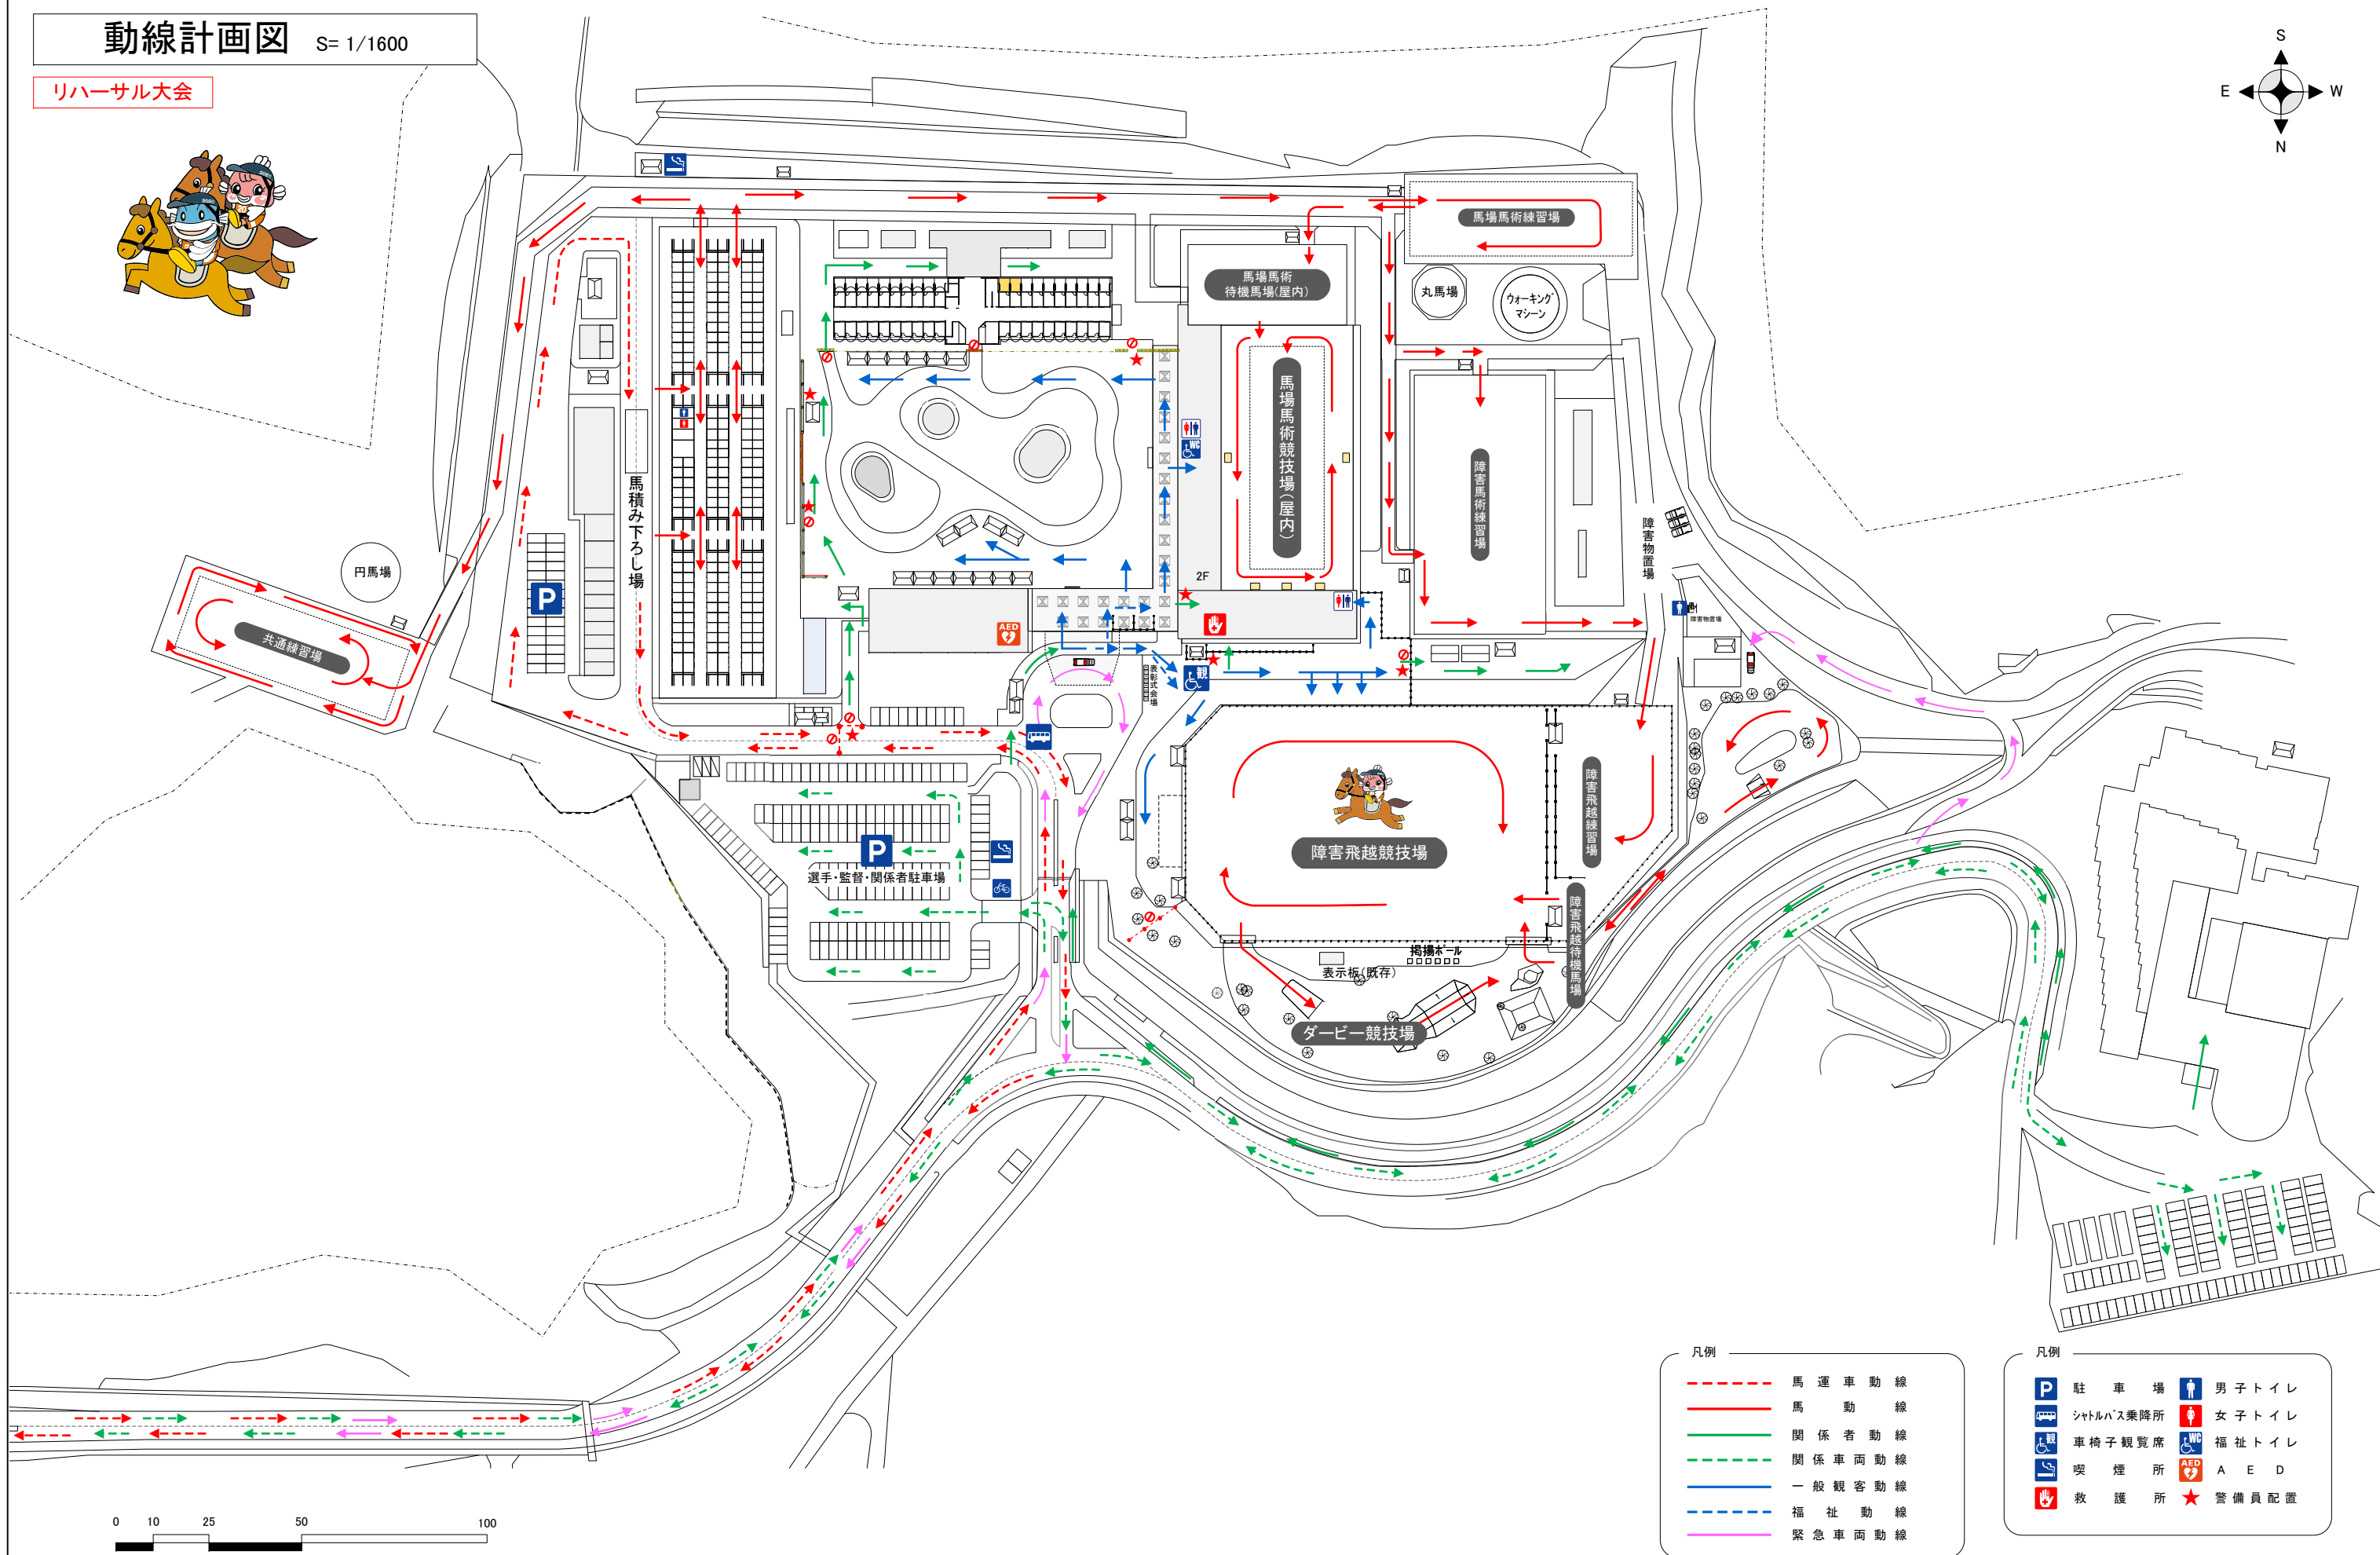 動線計画図 S= 1/1600
リハーサル大会
S
E W
N
馬場馬術練習場
馬場馬術
待機馬場(屋内)
丸馬場
ウォーキング
マシーン
馬場馬術競技場(屋内)
障害馬術練習場
馬積み下ろし場
障害物置場
円馬場
共通練習場
P
WC
2F
AED
障害物置場
観
表彰式会場
障害飛越練習場
障害飛越競技場
P
選手・監督・関係者駐車場
障害飛越待機馬場
掲揚ポール
表示板(既存)
ダービー競技場
凡例
馬運車動線
馬動線
関係者動線
関係車両動線
一般観客動線
福祉動線
緊急車両動線
凡例
P 駐車場 男子トイレ
シャトルバス乗降所 女子トイレ
観 車椅子観覧席 WC 福祉トイレ
喫煙所 AED AED
救護所 警備員配置
0 10 25 50 100